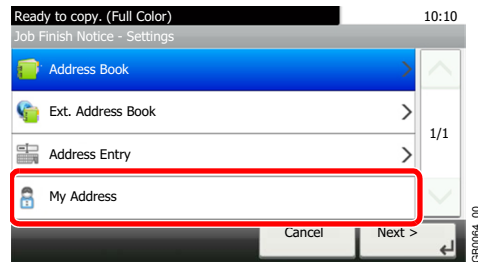 Ready to copy. (Full Color) 10:10
Job Finish Notice - Settings
Address Book
Ext. Address Book
1/1
Address Entry
My Address
Cancel Next >
GB0064_00